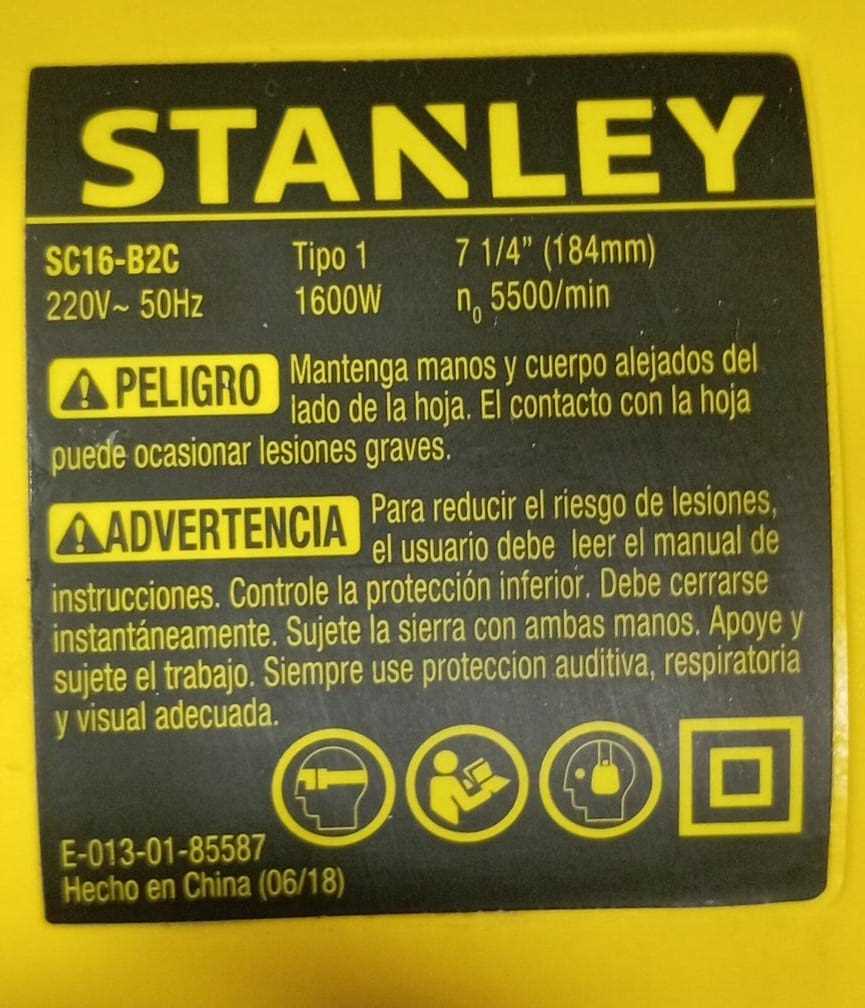 STANLEY
SC16-B2C Tipo 1 7 1/4” (184mm)
220V~ 50Hz 1600W n₀ 5500/min
⚠PELIGRO Mantenga manos y cuerpo alejados del
lado de la hoja. El contacto con la hoja
puede ocasionar lesiones graves.
⚠ADVERTENCIA Para reducir el riesgo de lesiones,
el usuario debe leer el manual de
instrucciones. Controle la protección inferior. Debe cerrarse
instantáneamente. Sujete la sierra con ambas manos. Apoye y
sujete el trabajo. Siempre use proteccion auditiva, respiratoria
y visual adecuada.
E-013-01-85587
Hecho en China (06/18)